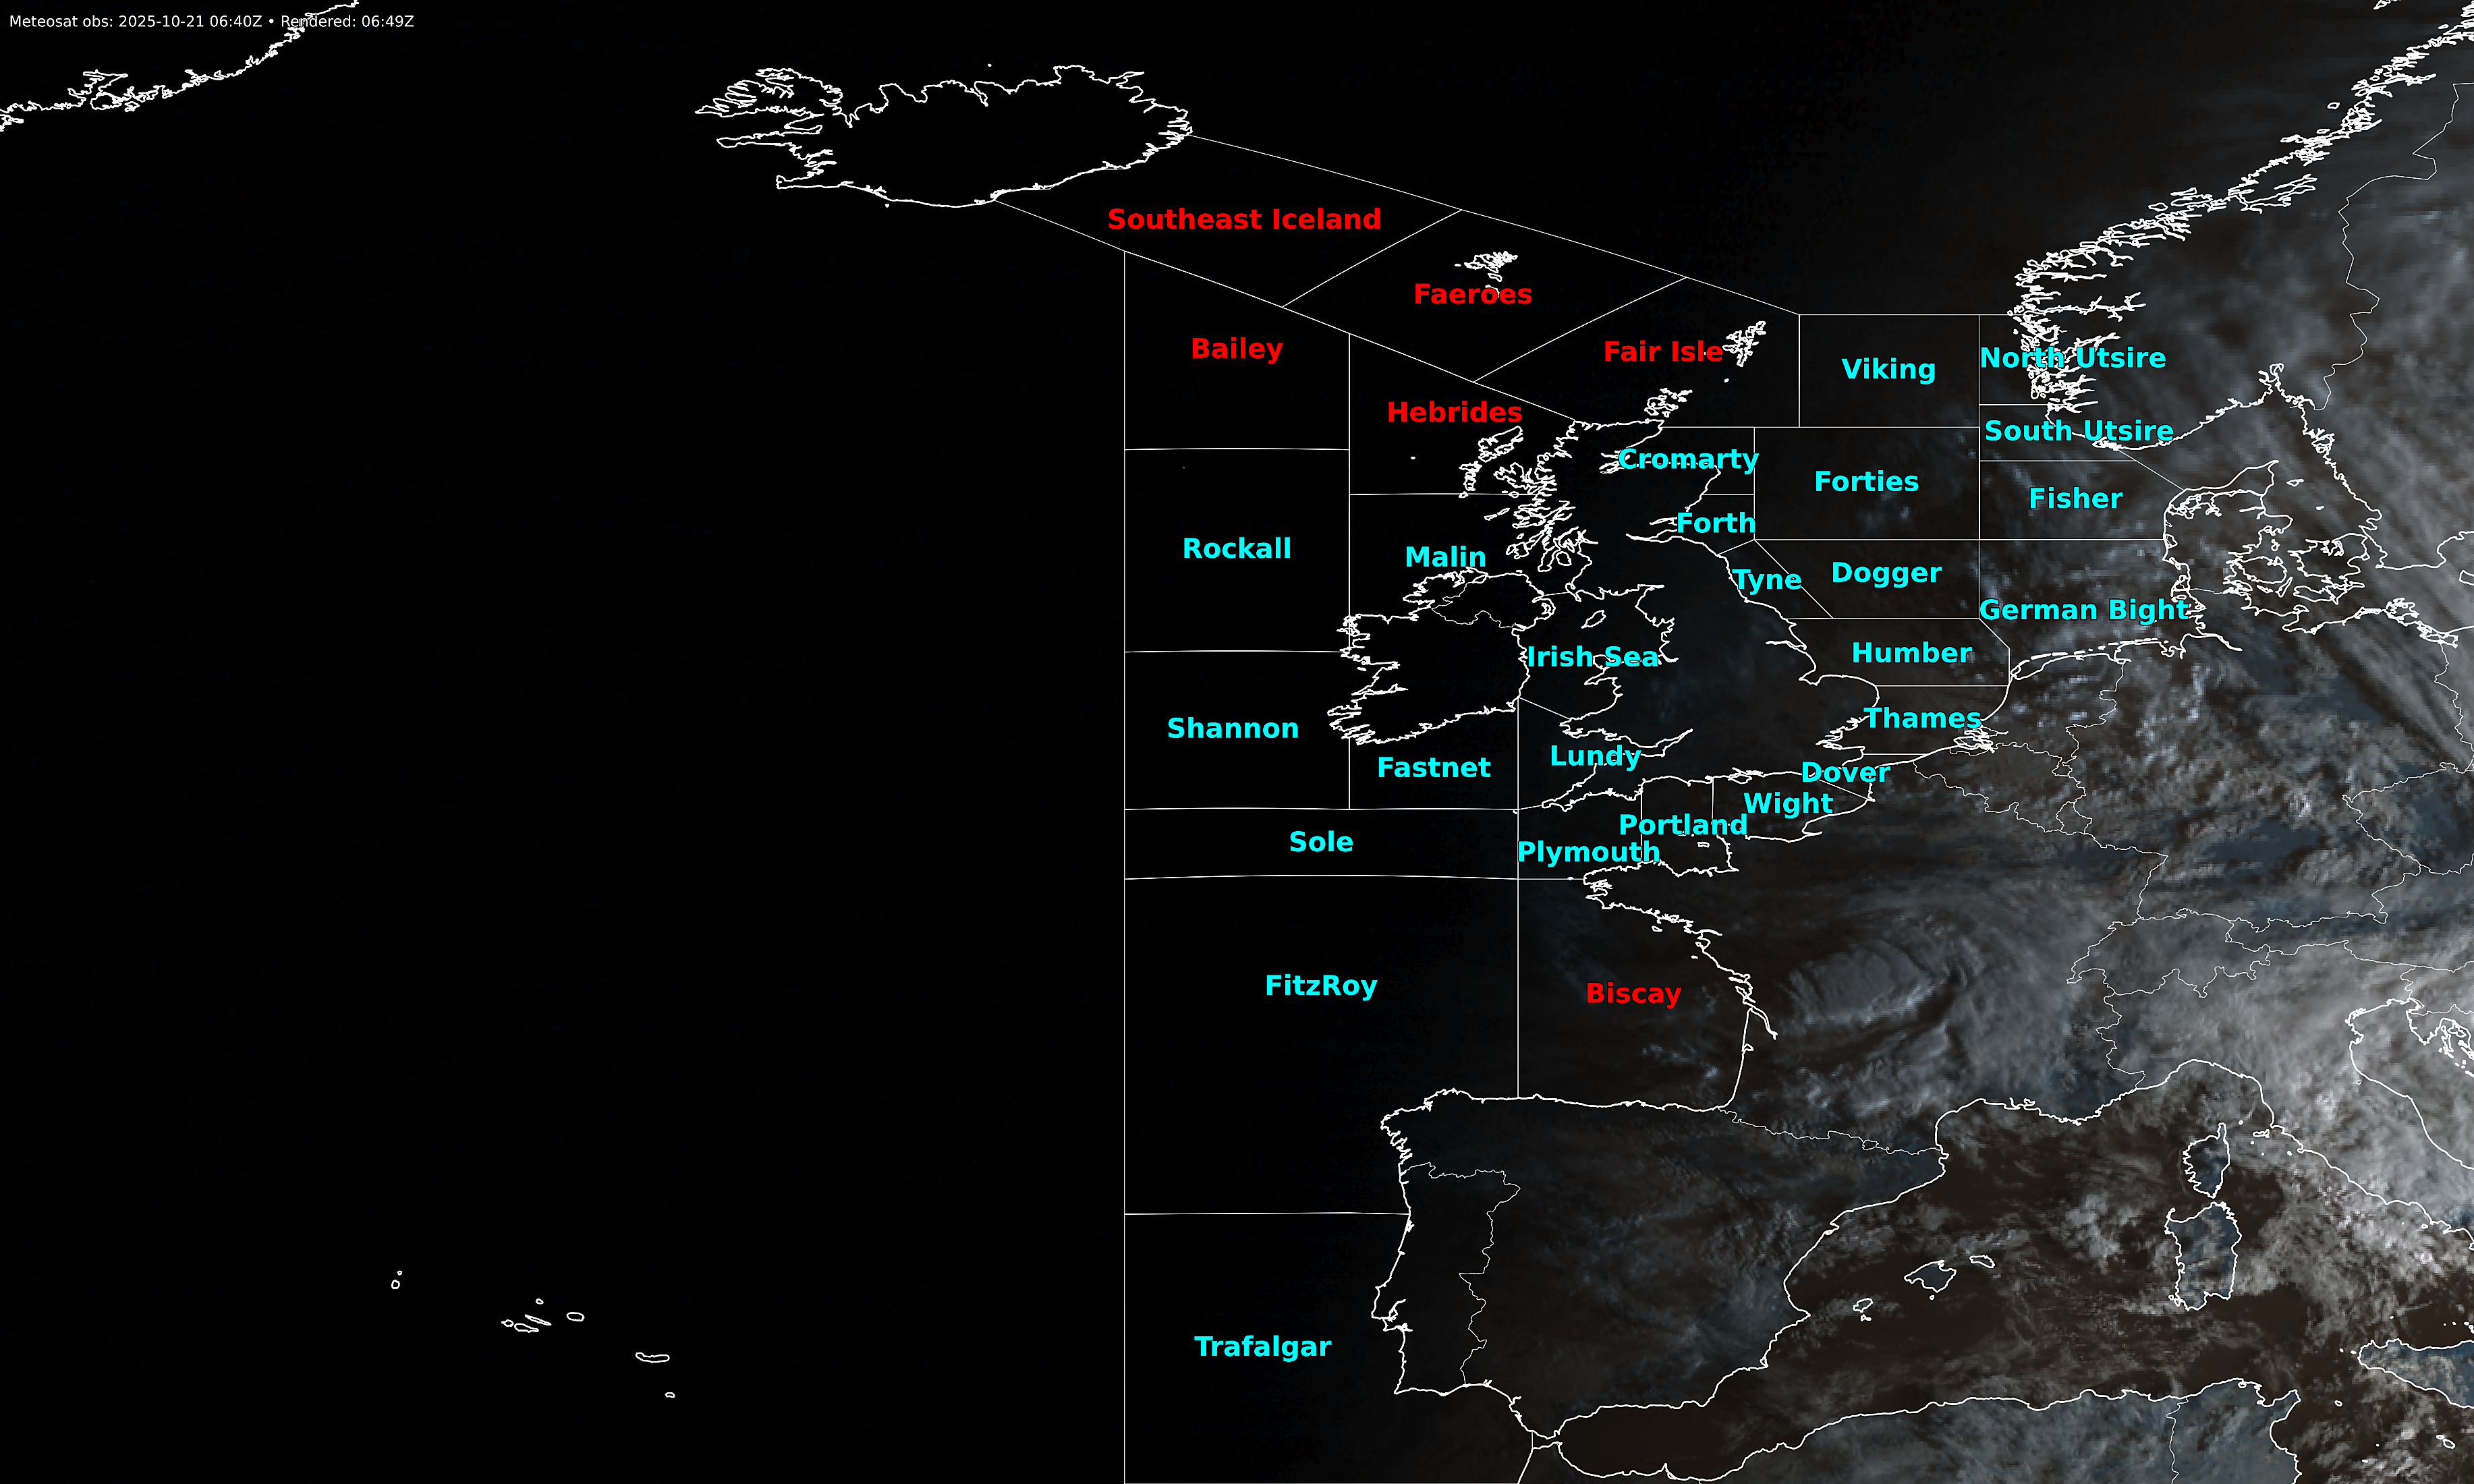 Meteosat obs: 2025-10-21 06:40Z • Rendered: 06:49Z
Southeast Iceland
Faeroes
Bailey
Fair Isle
Viking
North Utsire
Hebrides
South Utsire
Cromarty
Forties
Fisher
Forth
Rockall
Malin
Tyne
Dogger
German Bight
Irish Sea
Humber
Thames
Shannon
Fastnet
Lundy
Dover
Wight
Portland
Sole
Plymouth
FitzRoy
Biscay
Trafalgar